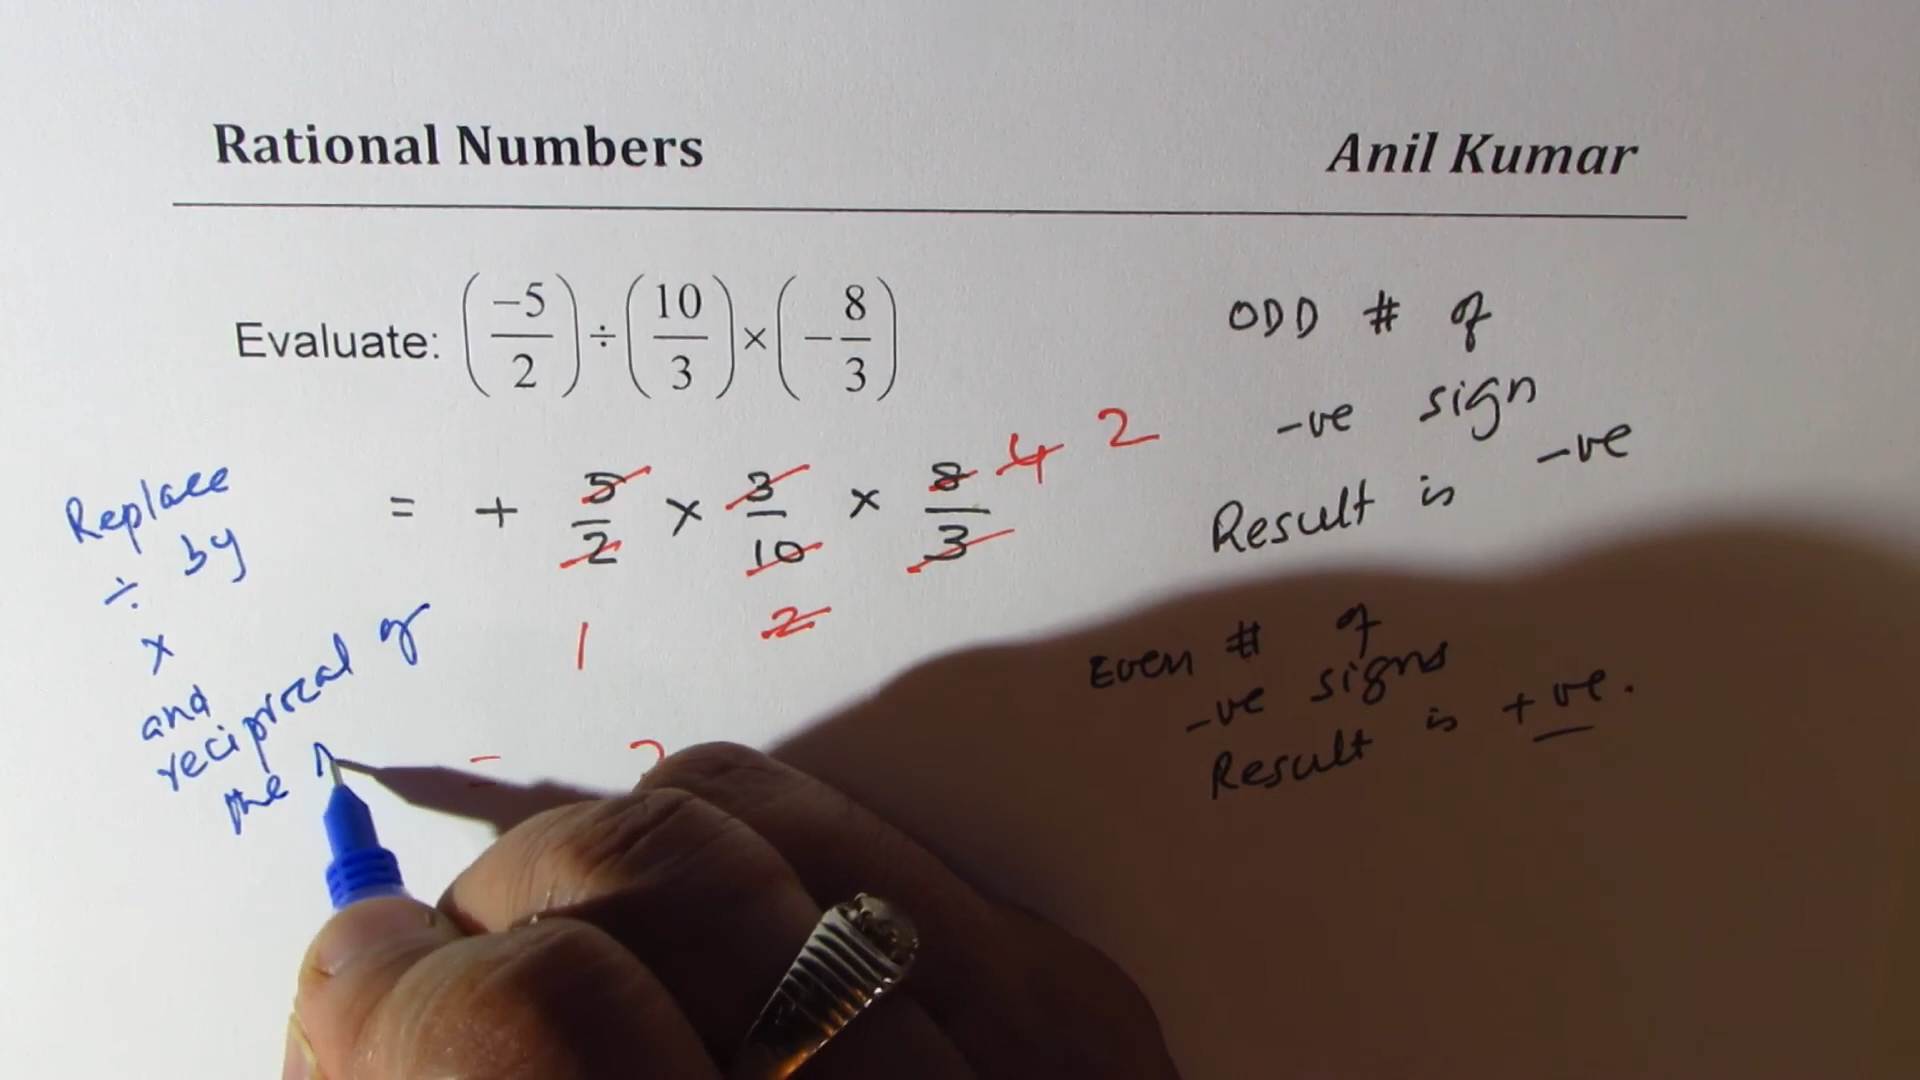 Rational Numbers Anil Kumar
Evaluate: (-5/2) ÷ (10/3) × (-8/3)
= + 5/2 × 3/10 × 8/3 4 2
1 2
= 2
ODD # of
-ve sign
Result is -ve
Even # of
-ve signs
Result is +ve.
Replace
÷ by
×
and
reciprocal of
the